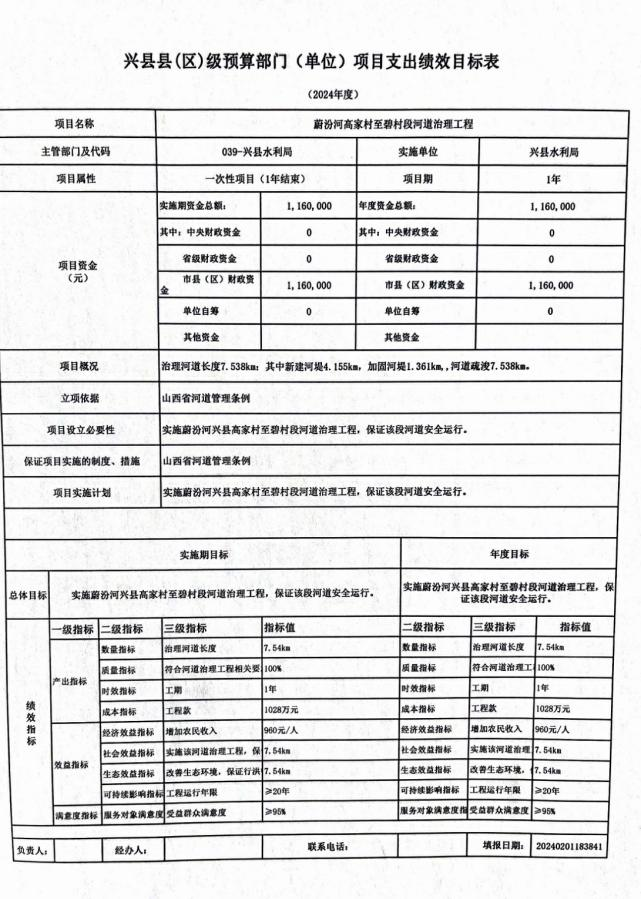 兴县县(区)级预算部门（单位）项目支出绩效目标表
（2024年度）
项目名称 蔚汾河高家村至碧村段河道治理工程
主管部门及代码 039-兴县水利局 实施单位 兴县水利局
项目属性 一次性项目（1年结束） 项目期 1年
项目资金
（元）
实施期资金总额： 1,160,000 年度资金总额： 1,160,000
其中：中央财政资金 0 其中：中央财政资金 0
省级财政资金 0 省级财政资金 0
市县（区）财政资金 1,160,000 市县（区）财政资金 1,160,000
单位自筹 0 单位自筹 0
其他资金 其他资金
项目概况 治理河道长度7.538km：其中新建河堤4.155km，加固河堤1.361km,,河道疏浚7.538km。
立项依据 山西省河道管理条例
项目设立必要性 实施蔚汾河兴县高家村至碧村段河道治理工程，保证该段河道安全运行。
保证项目实施的制度、措施 山西省河道管理条例
项目实施计划 实施蔚汾河兴县高家村至碧村段河道治理工程，保证该段河道安全运行。
实施期目标 年度目标
总体目标 实施蔚汾河兴县高家村至碧村段河道治理工程，保证该段河道安全运行。 实施蔚汾河兴县高家村至碧村段河道治理工程，保
证该段河道安全运行。
绩效指标
一级指标 二级指标 三级指标 指标值 二级指标 三级指标 指标值
产出指标
数量指标 治理河道长度 7.54km 数量指标 治理河道长度 7.54km
质量指标 符合河道治理工程相关要 100% 质量指标 符合河道治理工 100%
时效指标 工期 1年 时效指标 工期 1年
成本指标 工程款 1028万元 成本指标 工程款 1028万元
效益指标
经济效益指标 增加农民收入 960元/人 经济效益指标 增加农民收入 960元/人
社会效益指标 实施该河道治理工程，保 7.54km 社会效益指标 实施该河道治理 7.54km
生态效益指标 改善生态环境，保证行洪 7.54km 生态效益指标 改善生态环境， 7.54km
可持续影响指标 工程运行年限 ≥20年 可持续影响指标 工程运行年限 ≥20年
满意度指标 服务对象满意度 受益群众满意度 ≥95% 服务对象满意度指 受益群众满意度 ≥95%
负责人： 经办人： 联系电话： 填报日期： 20240201183841